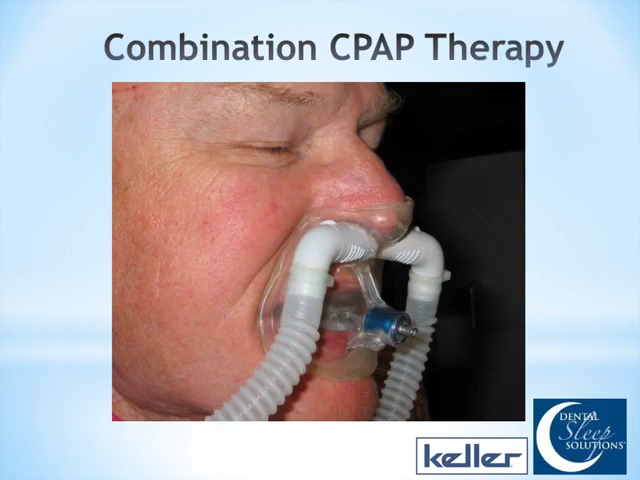 Combination CPAP Therapy
keller
DENTAL
Sleep
SOLUTIONS